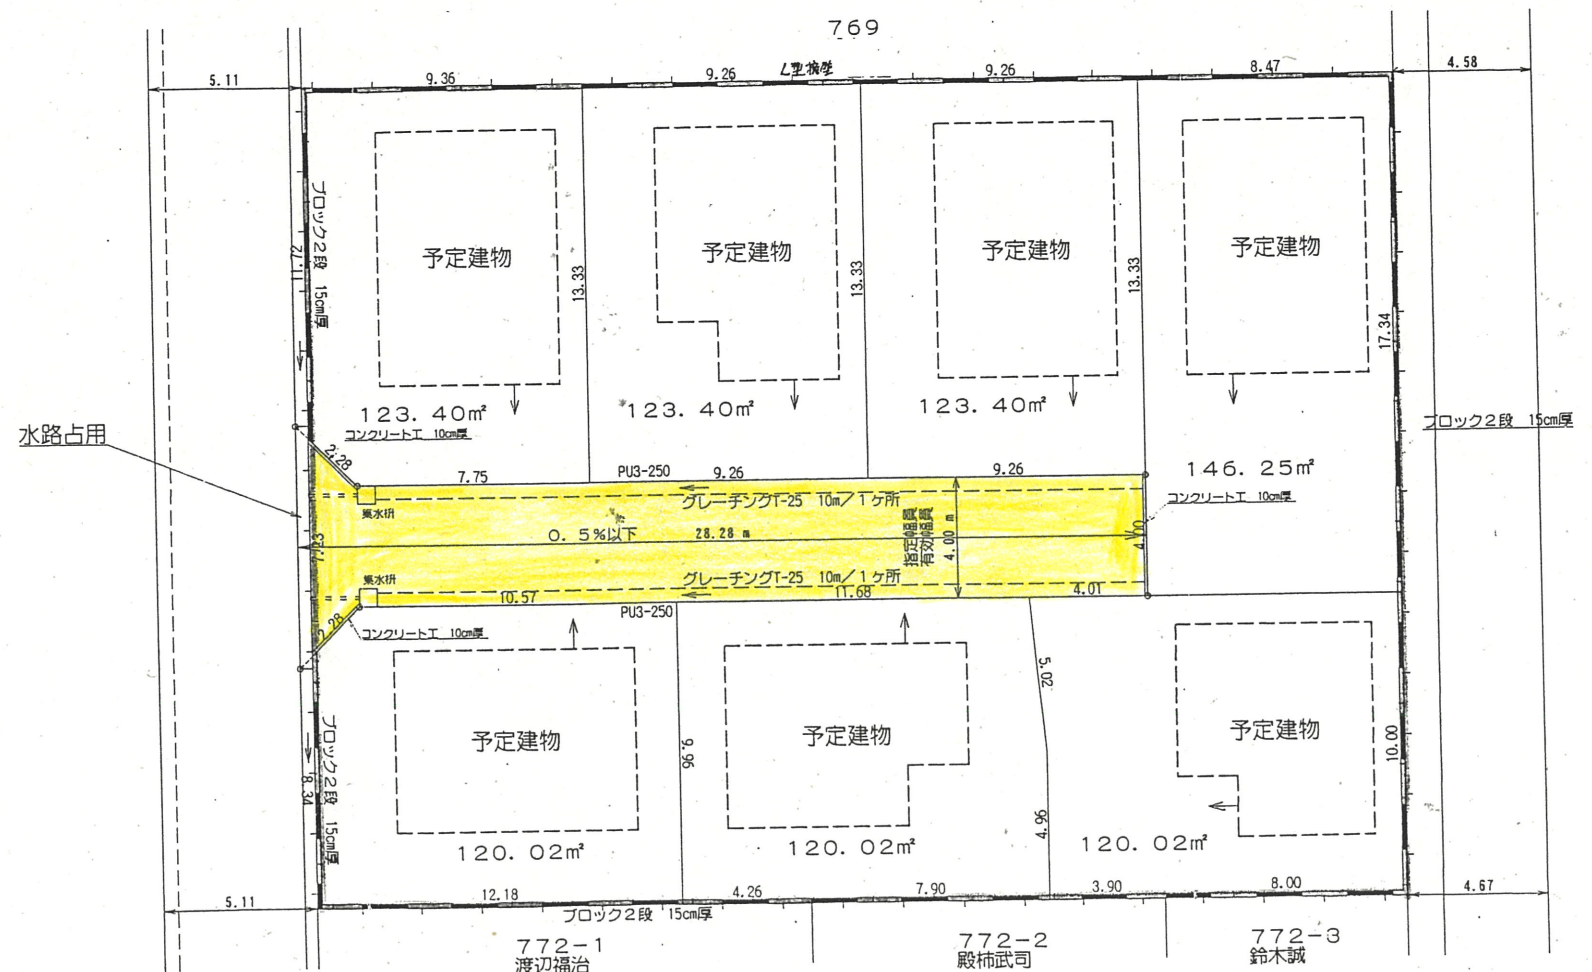 769
5.11
9.36
9.26
L型擁壁
9.26
8.47
4.58
ブロック2段 15cm厚
11.72
予定建物
13.33
予定建物
13.33
予定建物
13.33
予定建物
17.34
123.40㎡
コンクリート工 10cm厚
123.40㎡
123.40㎡
146.25㎡
コンクリート工 10cm厚
ブロック2段 15cm厚
水路占用
2.28
7.75
PU3-250
9.26
9.26
集水枡
グレーチングT-25 10m/1ケ所
7.23
0.5%以下
28.28 m
指定幅員
有効幅員
4.00 m
4.00
集水枡
グレーチングT-25 10m/1ケ所
10.57
11.68
4.01
PU3-250
2.28
コンクリート工 10cm厚
5.02
ブロック2段 15cm厚
8.34
予定建物
9.96
予定建物
4.96
予定建物
10.00
120.02㎡
120.02㎡
120.02㎡
5.11
12.18
4.26
7.90
3.90
8.00
4.67
ブロック2段 15cm厚
772-1
渡辺福治
772-2
殿柿武司
772-3
鈴木誠